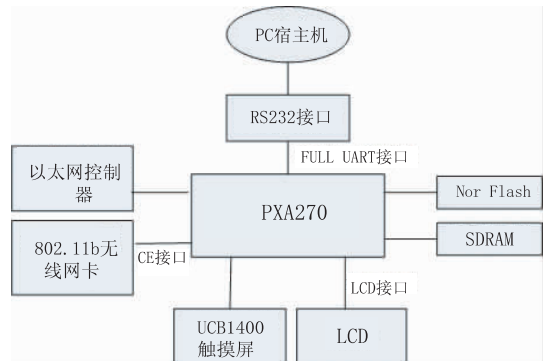 PC宿主机
RS232接口
FULL UART接口
以太网控制
器
PXA270
Nor Flash
802.11b无
线网卡
CE接口
SDRAM
LCD接口
UCB1400
触摸屏
LCD